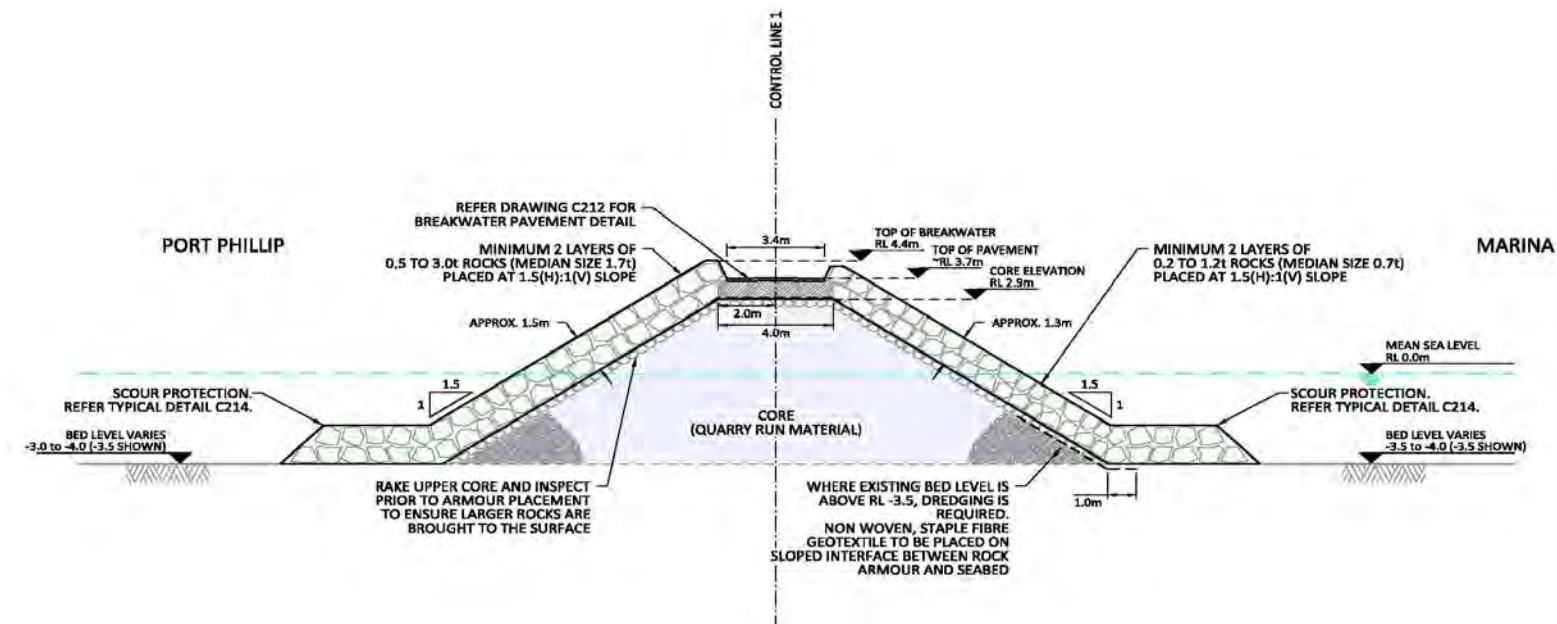 CONTROL LINE 1
PORT PHILLIP
MARINA
REFER DRAWING C212 FOR
BREAKWATER PAVEMENT DETAIL
MINIMUM 2 LAYERS OF
0.5 TO 3.0t ROCKS (MEDIAN SIZE 1.7t)
PLACED AT 1.5(H):1(V) SLOPE
3.4m
TOP OF BREAKWATER
RL 4.4m
TOP OF PAVEMENT
~RL 3.7m
CORE ELEVATION
RL 2.9m
MINIMUM 2 LAYERS OF
0.2 TO 1.2t ROCKS (MEDIAN SIZE 0.7t)
PLACED AT 1.5(H):1(V) SLOPE
APPROX. 1.5m
2.0m
4.0m
APPROX. 1.3m
MEAN SEA LEVEL
RL 0.0m
SCOUR PROTECTION.
REFER TYPICAL DETAIL C214.
1.5
1
1.5
1
SCOUR PROTECTION.
REFER TYPICAL DETAIL C214.
CORE
(QUARRY RUN MATERIAL)
BED LEVEL VARIES
-3.0 to -4.0 (-3.5 SHOWN)
BED LEVEL VARIES
-3.5 to -4.0 (-3.5 SHOWN)
RAKE UPPER CORE AND INSPECT
PRIOR TO ARMOUR PLACEMENT
TO ENSURE LARGER ROCKS ARE
BROUGHT TO THE SURFACE
WHERE EXISTING BED LEVEL IS
ABOVE RL -3.5, DREDGING IS
REQUIRED.
NON WOVEN, STAPLE FIBRE
GEOTEXTILE TO BE PLACED ON
SLOPED INTERFACE BETWEEN ROCK
ARMOUR AND SEABED
1.0m